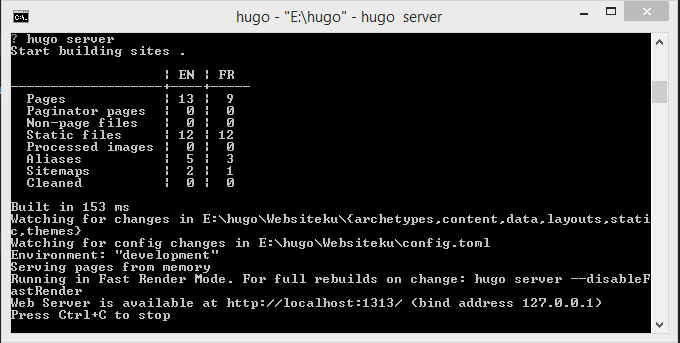 hugo - "E:\hugo" - hugo  server
? hugo server
Start building sites .
                   | EN | FR
-------------------+----+-----
  Pages            | 13 |  9
  Paginator pages  |  0 |  0
  Non-page files   |  0 |  0
  Static files     | 12 | 12
  Processed images |  0 |  0
  Aliases          |  5 |  3
  Sitemaps         |  2 |  1
  Cleaned          |  0 |  0
Built in 153 ms
Watching for changes in E:\hugo\Websiteku\{archetypes,content,data,layouts,stati
c,themes}
Watching for config changes in E:\hugo\Websiteku\config.toml
Environment: "development"
Serving pages from memory
Running in Fast Render Mode. For full rebuilds on change: hugo server --disableF
astRender
Web Server is available at http://localhost:1313/ (bind address 127.0.0.1)
Press Ctrl+C to stop